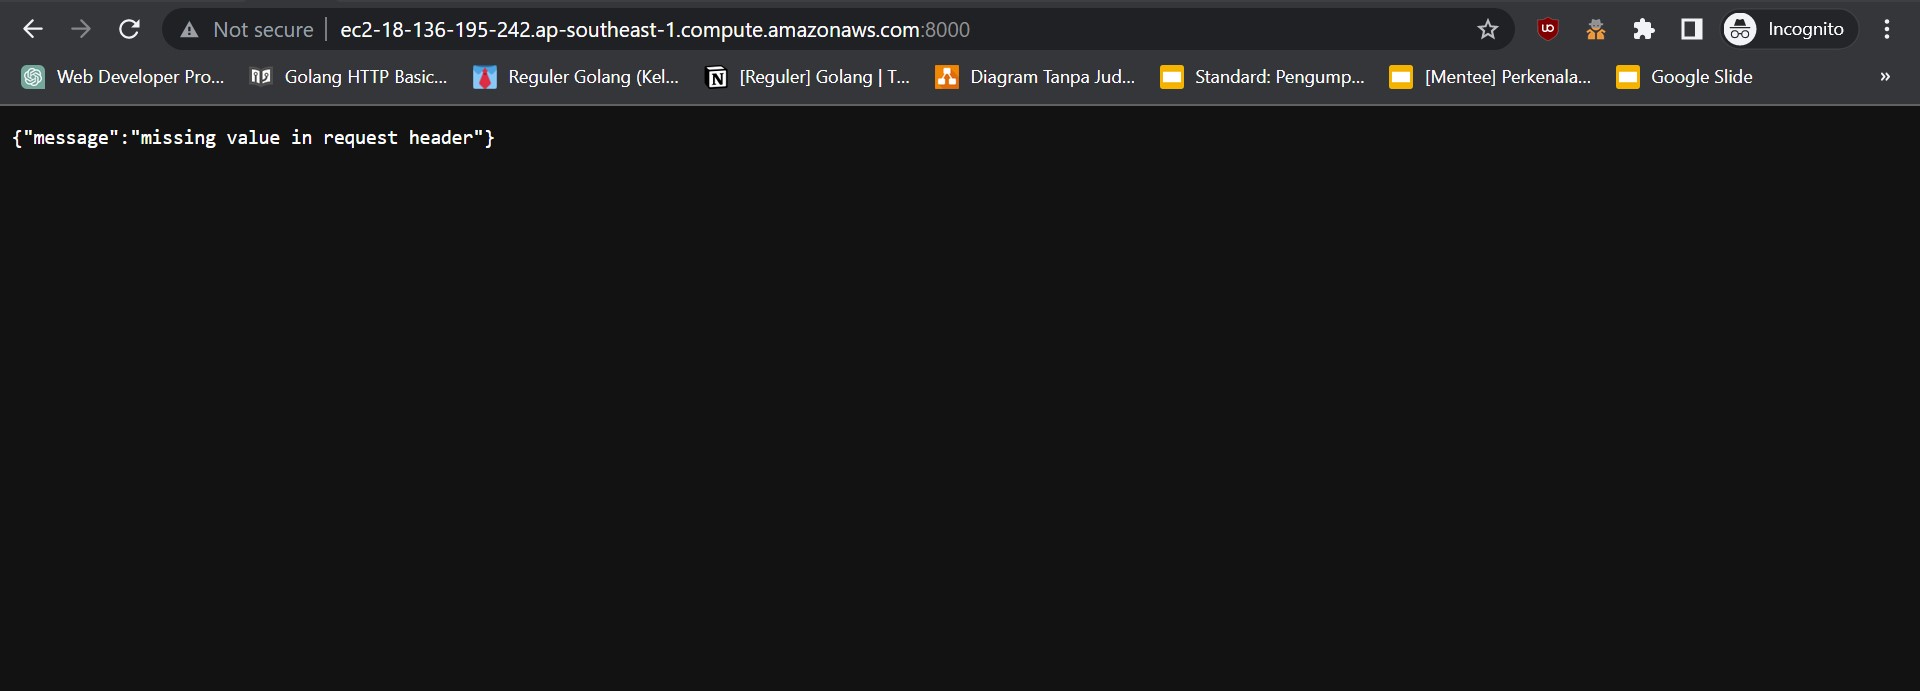 Not secure | ec2-18-136-195-242.ap-southeast-1.compute.amazonaws.com:8000 Incognito
Web Developer Pro... Golang HTTP Basic... Reguler Golang (Kel... [Reguler] Golang | T... Diagram Tanpa Jud... Standard: Pengump... [Mentee] Perkenala... Google Slide »
{"message":"missing value in request header"}